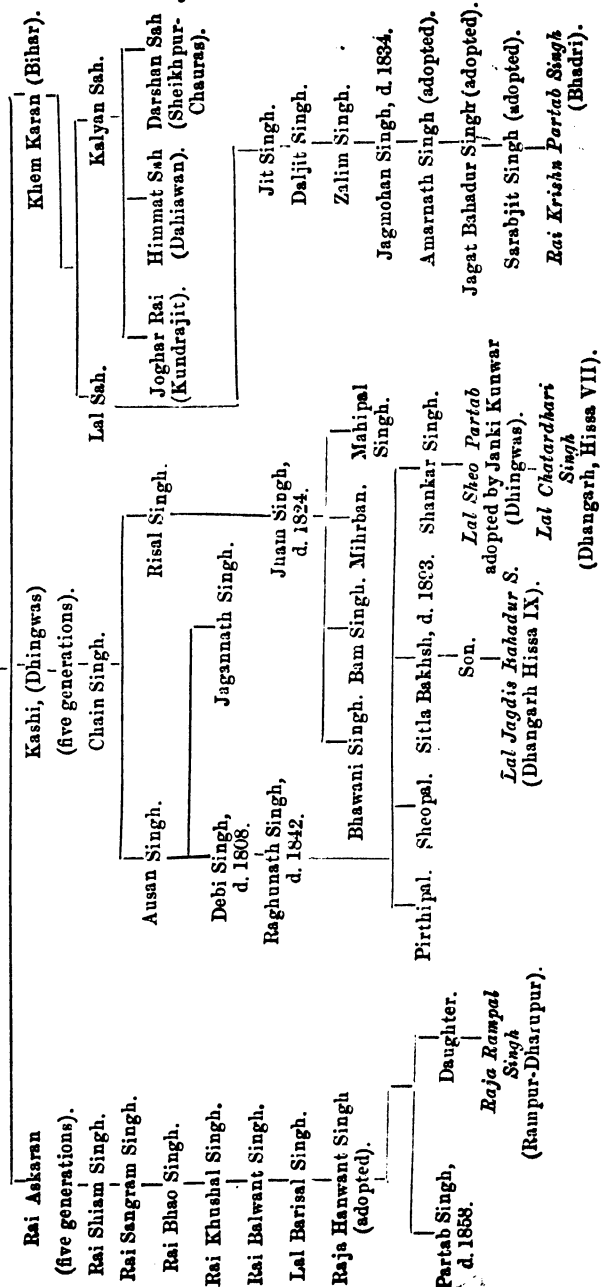 Rai Askaran
(five generations).
Rai Shiam Singh.
Rai Sangram Singh.
Rai Bhao Singh.
Rai Khushal Singh.
Rai Balwant Singh.
Lal Barisal Singh.
Raja Hanwant Singh
(adopted).
Partab Singh,
d. 1858.
Daughter.
Raja Rampal
Singh
(Rampur-Dharupur).
Kashi, (Dhingwas)
(five generations).
Chain Singh.
Ausan Singh.
Risal Singh.
Debi Singh,
d. 1808.
Jagannath Singh.
Raghunath Singh,
d. 1842.
Jham Singh,
d. 1824.
Bhawani Singh.
Bam Singh.
Mihrban.
Mahipal
Singh.
Pirthipal.
Sheopal.
Sitla Bakhsh, d. 1893.
Shankar Singh.
Son.
Lal Jagdis Bahadur S.
(Dhangarh Hissa IX).
Lal Sheo Partab
adopted by Janki Kunwar
(Dhingwas).
Lal Chatardhari
Singh
(Dhangarh, Hissa VII).
Khem Karan (Bihar).
Lal Sah.
Kalyan Sah.
Joghar Rai
(Kundrajit).
Himmat Sah
(Dahiawan).
Darshan Sah
(Sheikhpur-
Chauras).
Jit Singh.
Daljit Singh.
Zalim Singh.
Jagmohan Singh, d. 1834.
Amarnath Singh (adopted).
Jagat Bahadur Singh (adopted).
Sarabjit Singh (adopted).
Rai Krishn Partab Singh
(Bhadri).